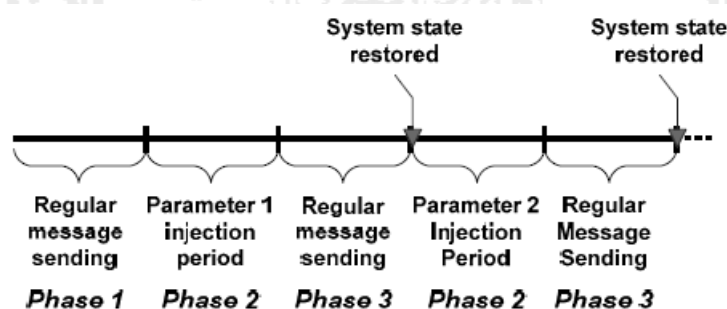 System state
restored
System state
restored
Regular
message
sending
Phase 1
Parameter 1
injection
period
Phase 2
Regular
message
sending
Phase 3
Parameter 2
Injection
Period
Phase 2
Regular
Message
Sending
Phase 3